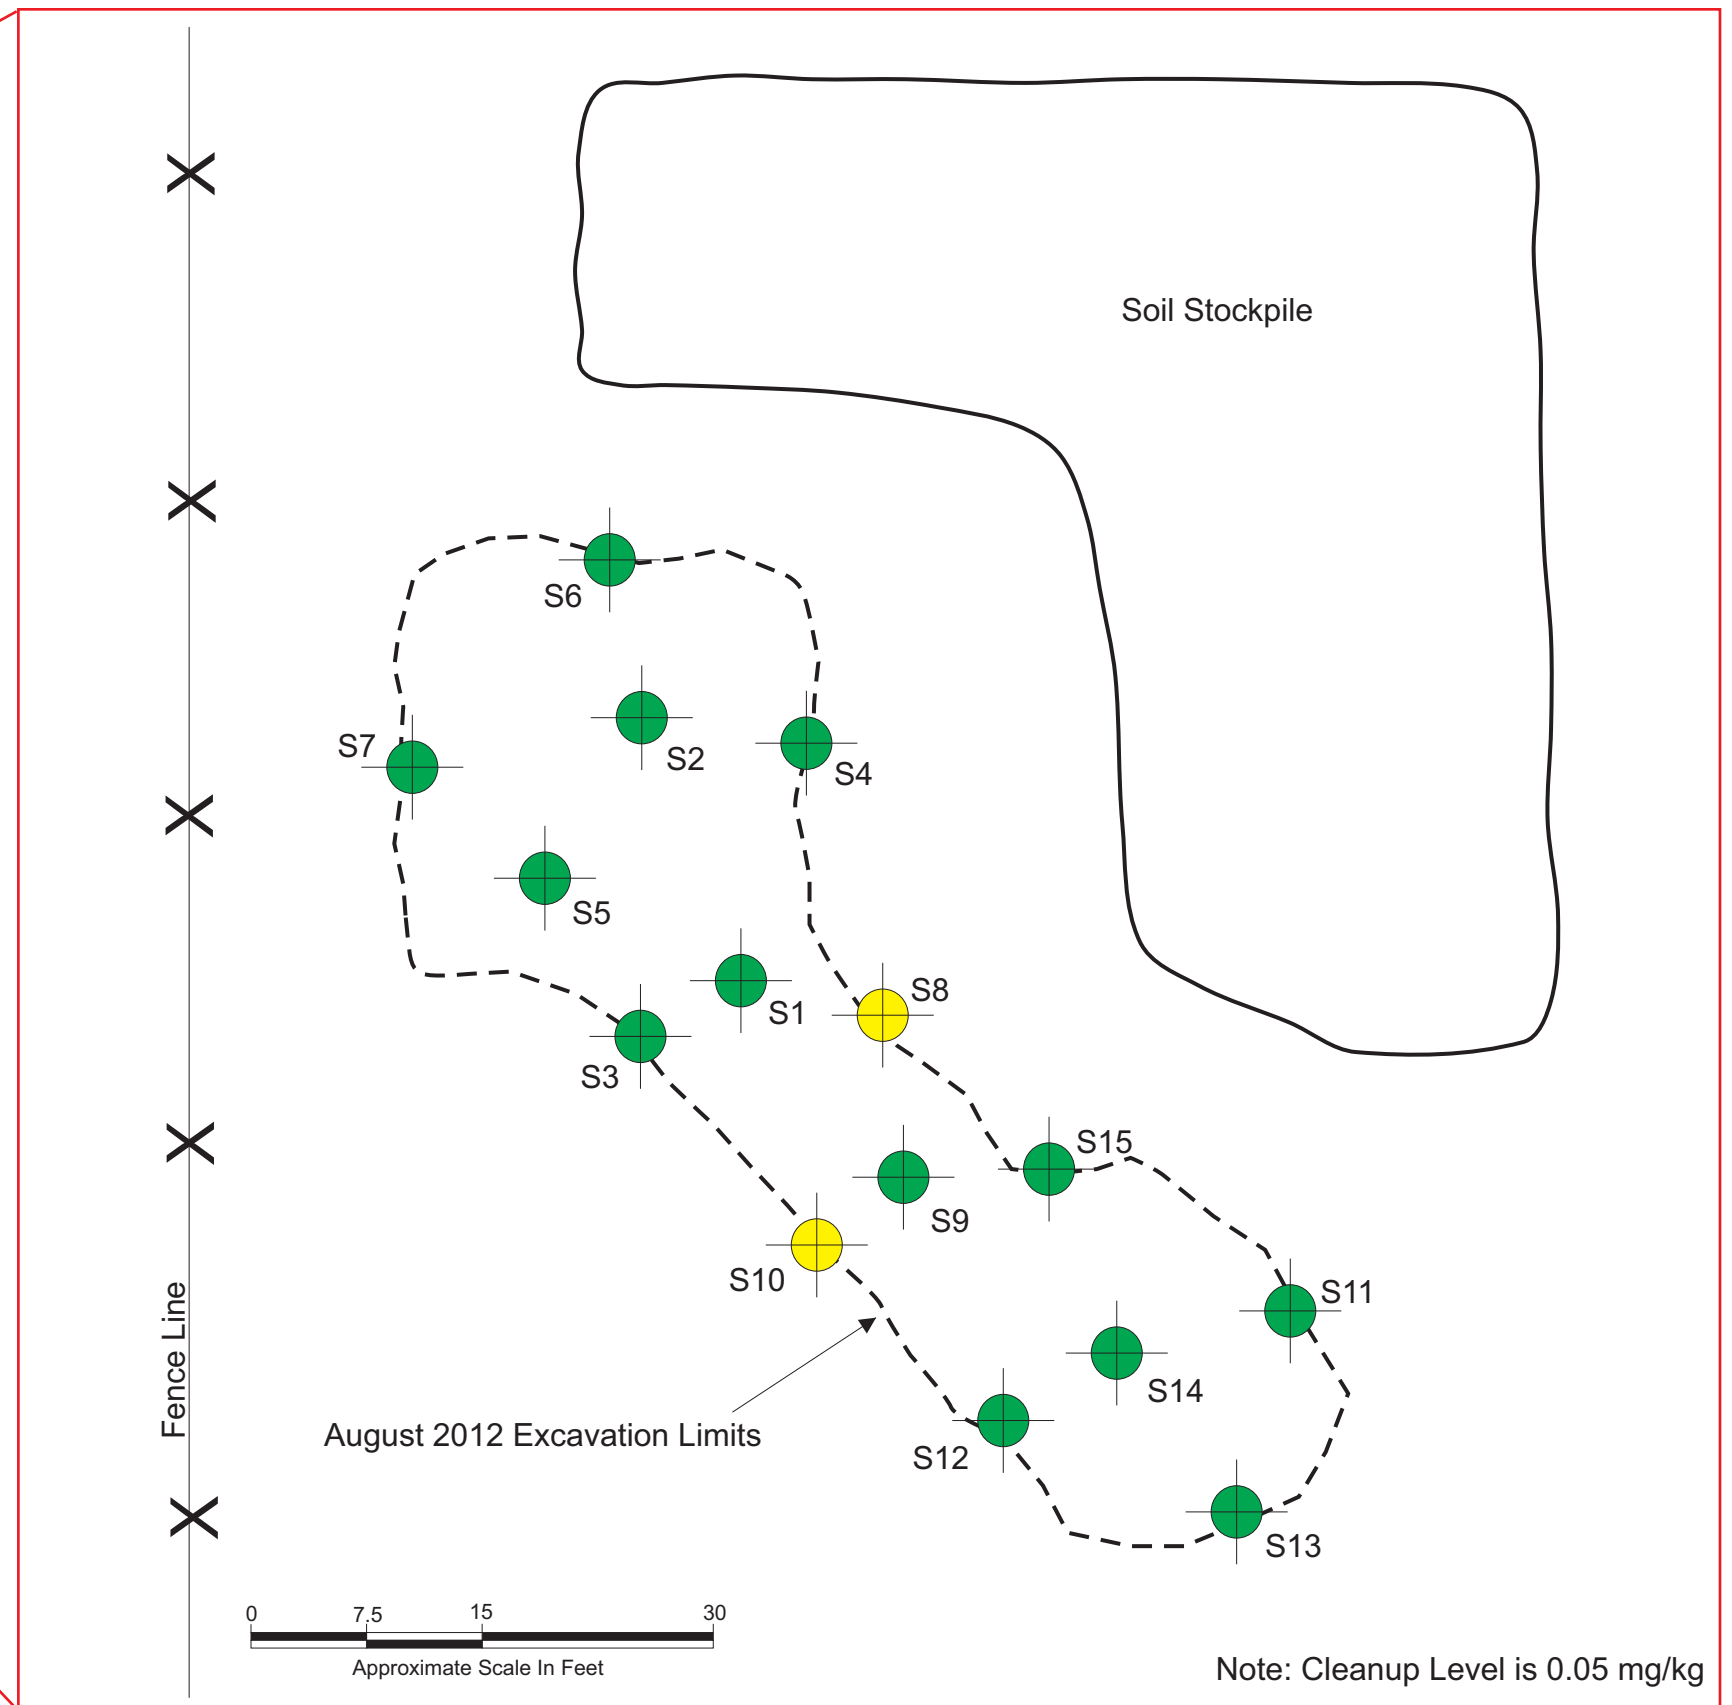 Soil Stockpile
S6
S2
S7
S4
S5
S8
S1
S3
S15
S9
S10
S11
Fence Line
S14
August 2012 Excavation Limits
S12
S13
0 7.5 15 30
Approximate Scale In Feet
Note: Cleanup Level is 0.05 mg/kg